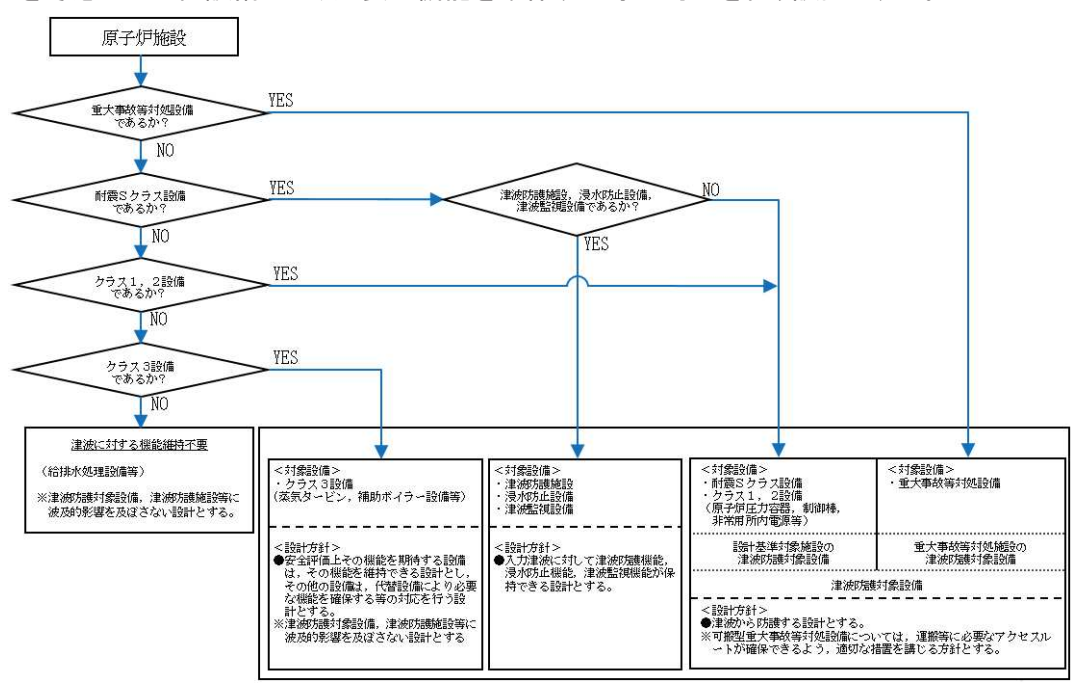 原子炉施設
重大事故等対処設備
であるか？
YES
NO
耐震Ｓクラス設備
であるか？
YES
津波防護施設，浸水防止設備，
津波監視設備であるか？
NO
YES
NO
クラス１，２設備
であるか？
YES
NO
クラス３設備
であるか？
YES
NO
津波に対する機能維持不要
（給排水処理設備等）
※津波防護対象設備，津波防護施設等に
波及的影響を及ぼさない設計とする。
＜対象設備＞
・クラス３設備
（蒸気タービン，補助ボイラー設備等）
＜設計方針＞
●安全評価上その機能を期待する設備
は，その機能を維持できる設計とし，
その他の設備は，代替設備により必要
な機能を確保する等の対応を行う設
計とする。
※津波防護対象設備，津波防護施設等に
波及的影響を及ぼさない設計とする
＜対象設備＞
・津波防護施設
・浸水防止設備
・津波監視設備
＜設計方針＞
●入力津波に対して津波防護機能，
浸水防止機能，津波監視機能が保
持できる設計とする。
＜対象設備＞
・耐震Ｓクラス設備
・クラス１，２設備
（原子炉圧力容器，制御棒，
非常用所内電源等）
設計基準対象施設の
津波防護対象設備
＜対象設備＞
・重大事故等対処設備
重大事故等対処施設の
津波防護対象設備
津波防護対象設備
＜設計方針＞
●津波から防護する設計とする。
※可搬型重大事故等対処設備については，運搬等に必要なアクセスル
ートが確保できるよう，適切な措置を講じる方針とする。